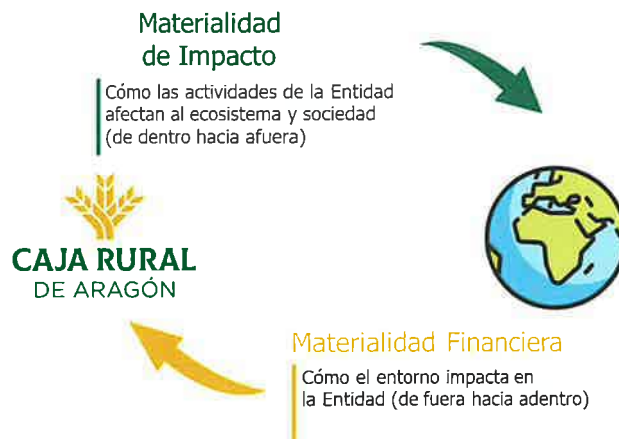 Materialidad
de Impacto
Cómo las actividades de la Entidad
afectan al ecosistema y sociedad
(de dentro hacia afuera)
CAJA RURAL
DE ARAGÓN
Materialidad Financiera
Cómo el entorno impacta en
la Entidad (de fuera hacia adentro)